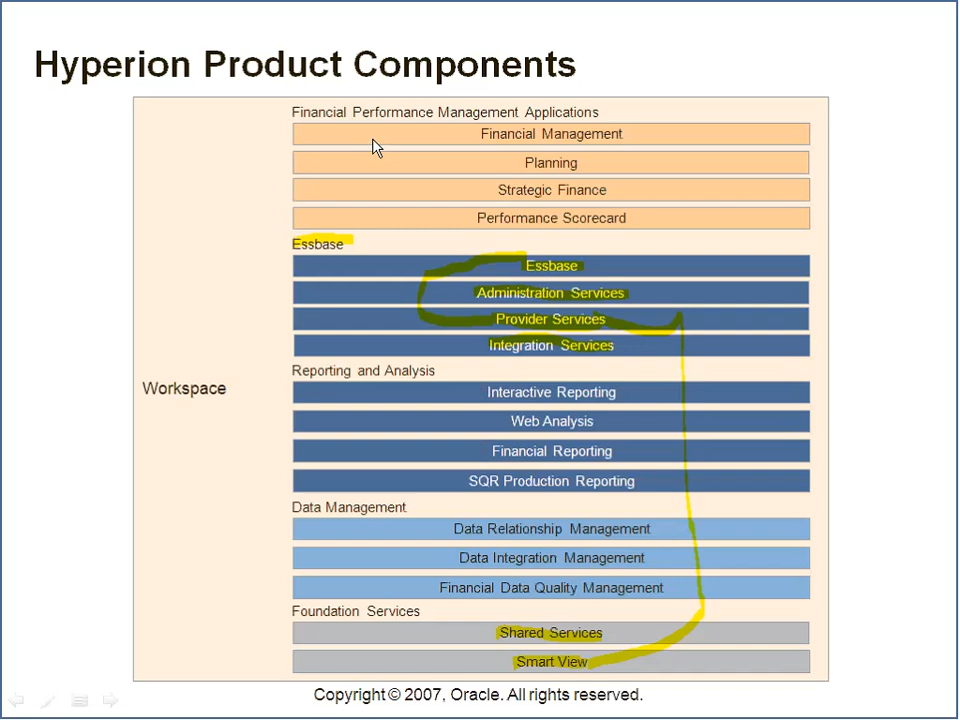 Hyperion Product Components
Financial Performance Management Applications
Financial Management
Planning
Strategic Finance
Performance Scorecard
Essbase
Essbase
Administration Services
Provider Services
Integration Services
Reporting and Analysis
Workspace
Interactive Reporting
Web Analysis
Financial Reporting
SQR Production Reporting
Data Management
Data Relationship Management
Data Integration Management
Financial Data Quality Management
Foundation Services
Shared Services
Smart View
Copyright © 2007, Oracle. All rights reserved.